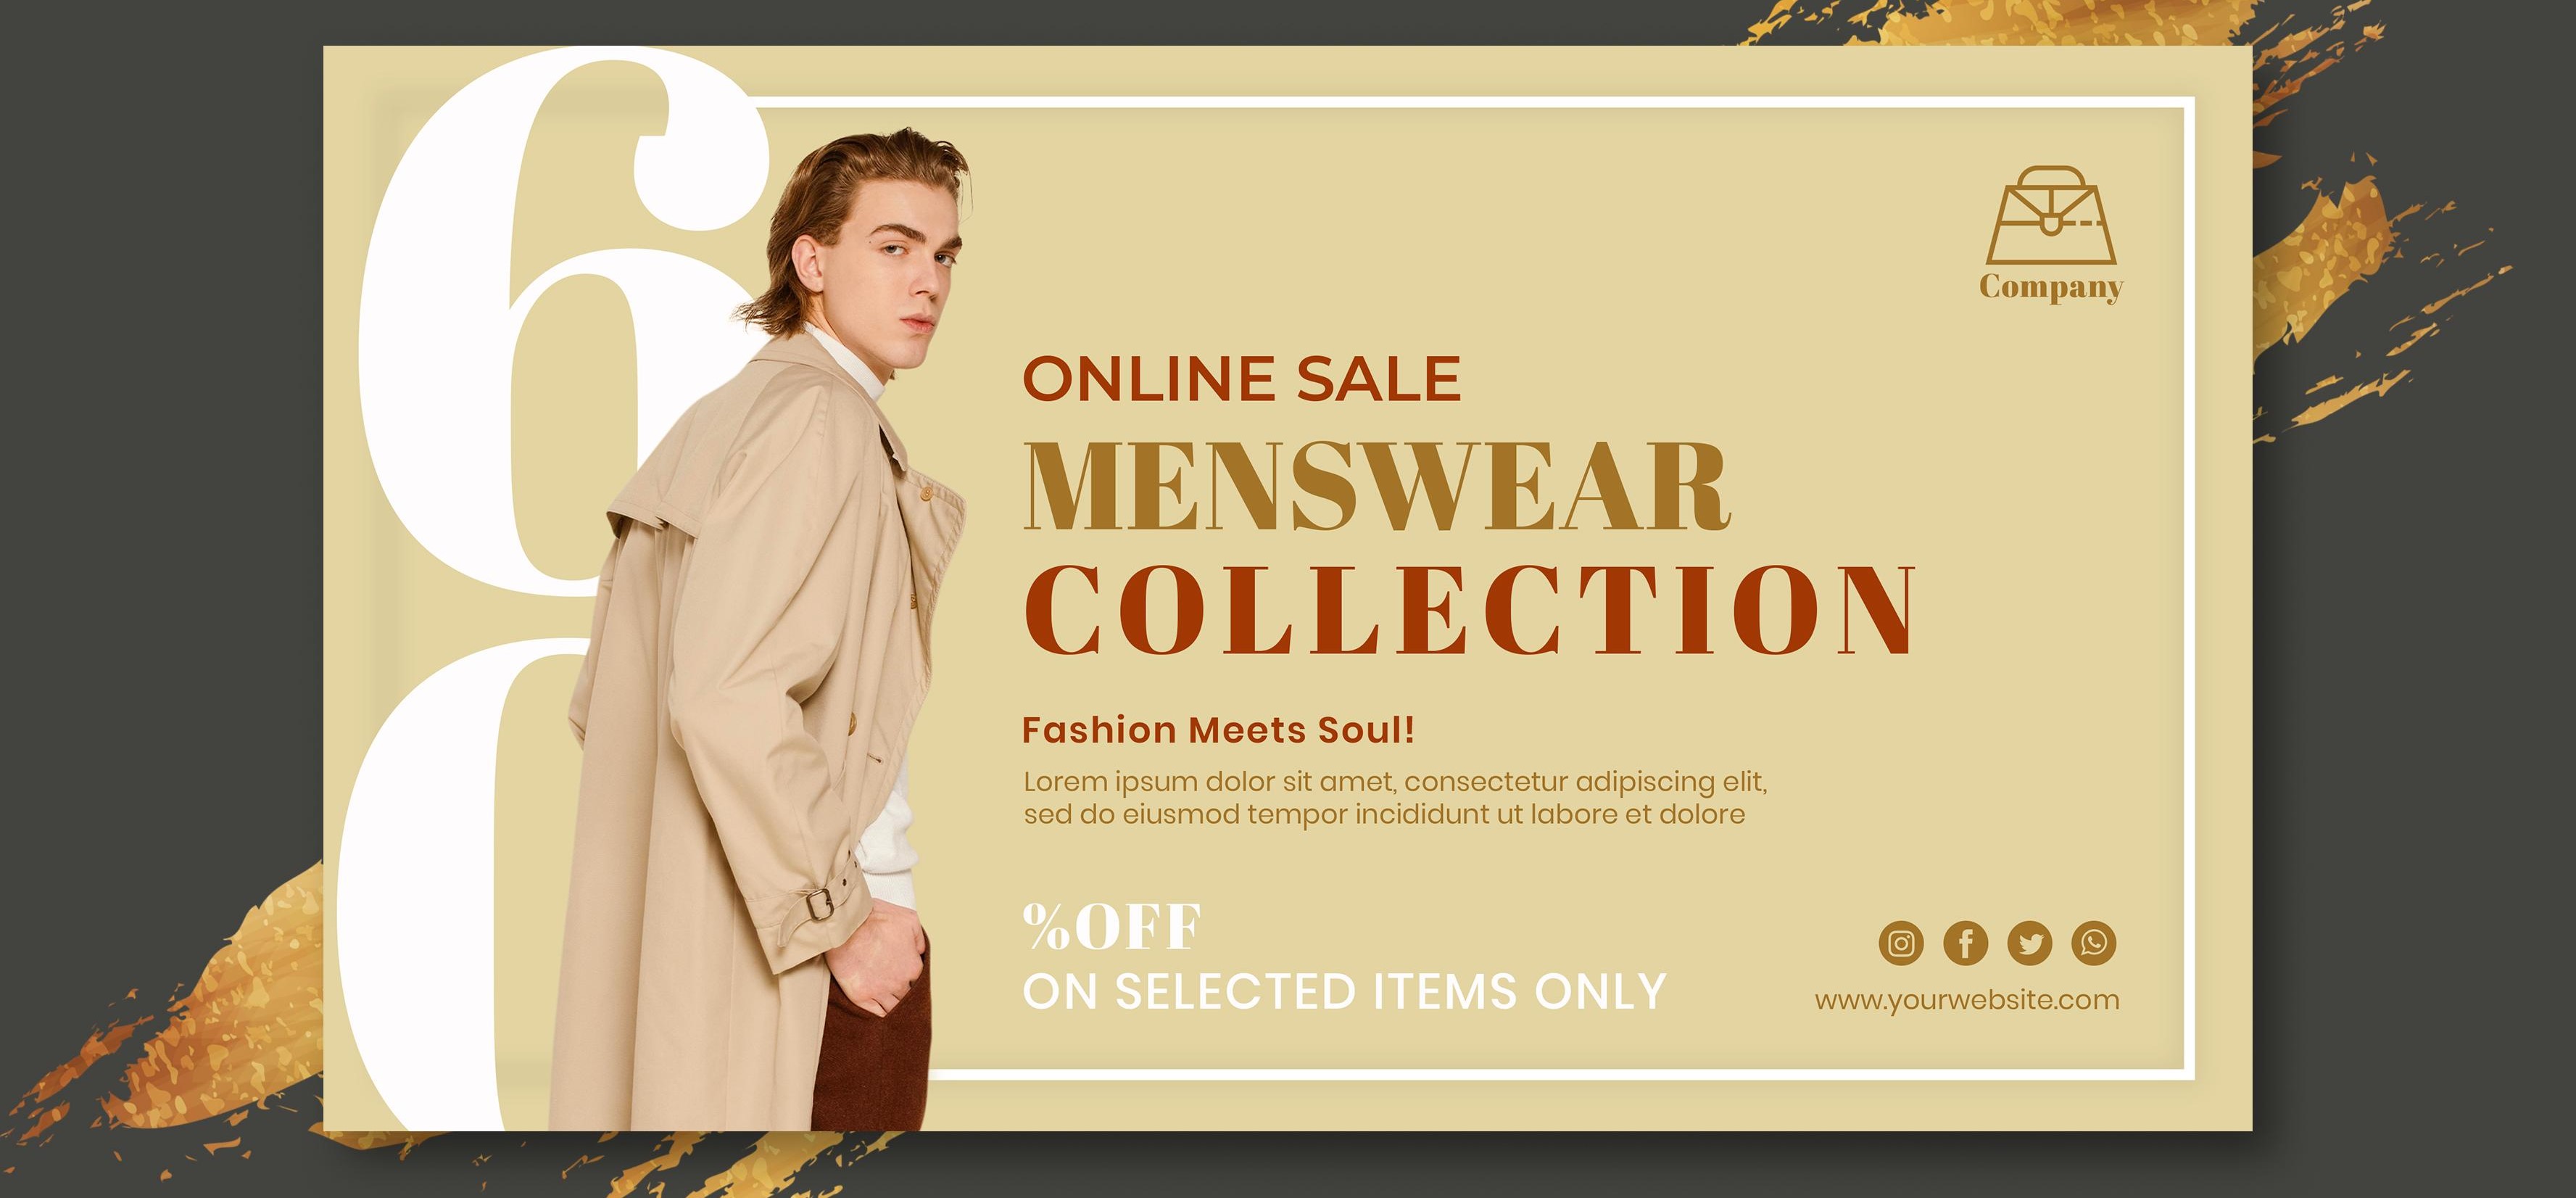 6
Company
ONLINE SALE
MENSWEAR
COLLECTION
Fashion Meets Soul!
Lorem ipsum dolor sit amet, consectetur adipiscing elit,
sed do eiusmod tempor incididunt ut labore et dolore
%OFF
ON SELECTED ITEMS ONLY
www.yourwebsite.com